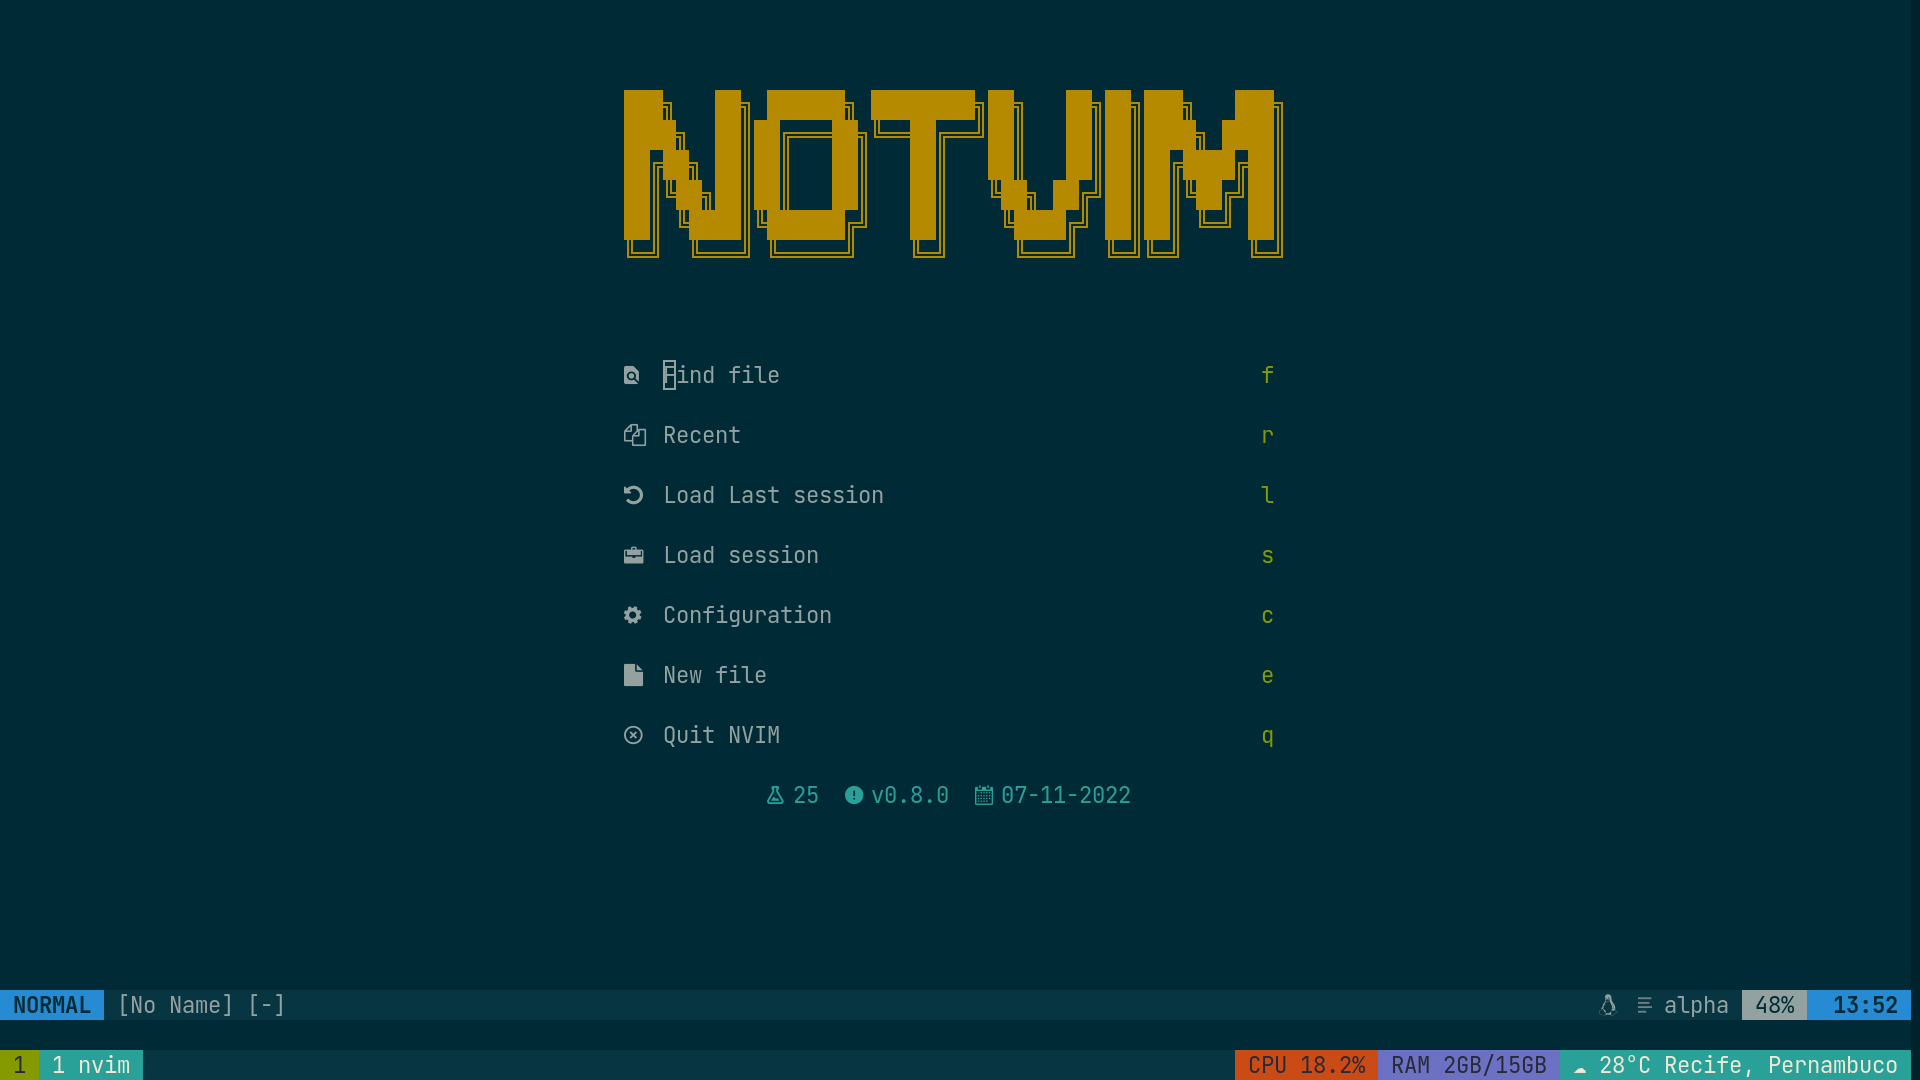 NOTVIM
Find file f
Recent r
Load Last session l
Load session s
Configuration c
New file e
Quit NVIM q
25 v0.8.0 07-11-2022
NORMAL [No Name] [-] alpha 48% 13:52
1 1 nvim CPU 18.2% RAM 2GB/15GB ☁ 28°C Recife, Pernambuco